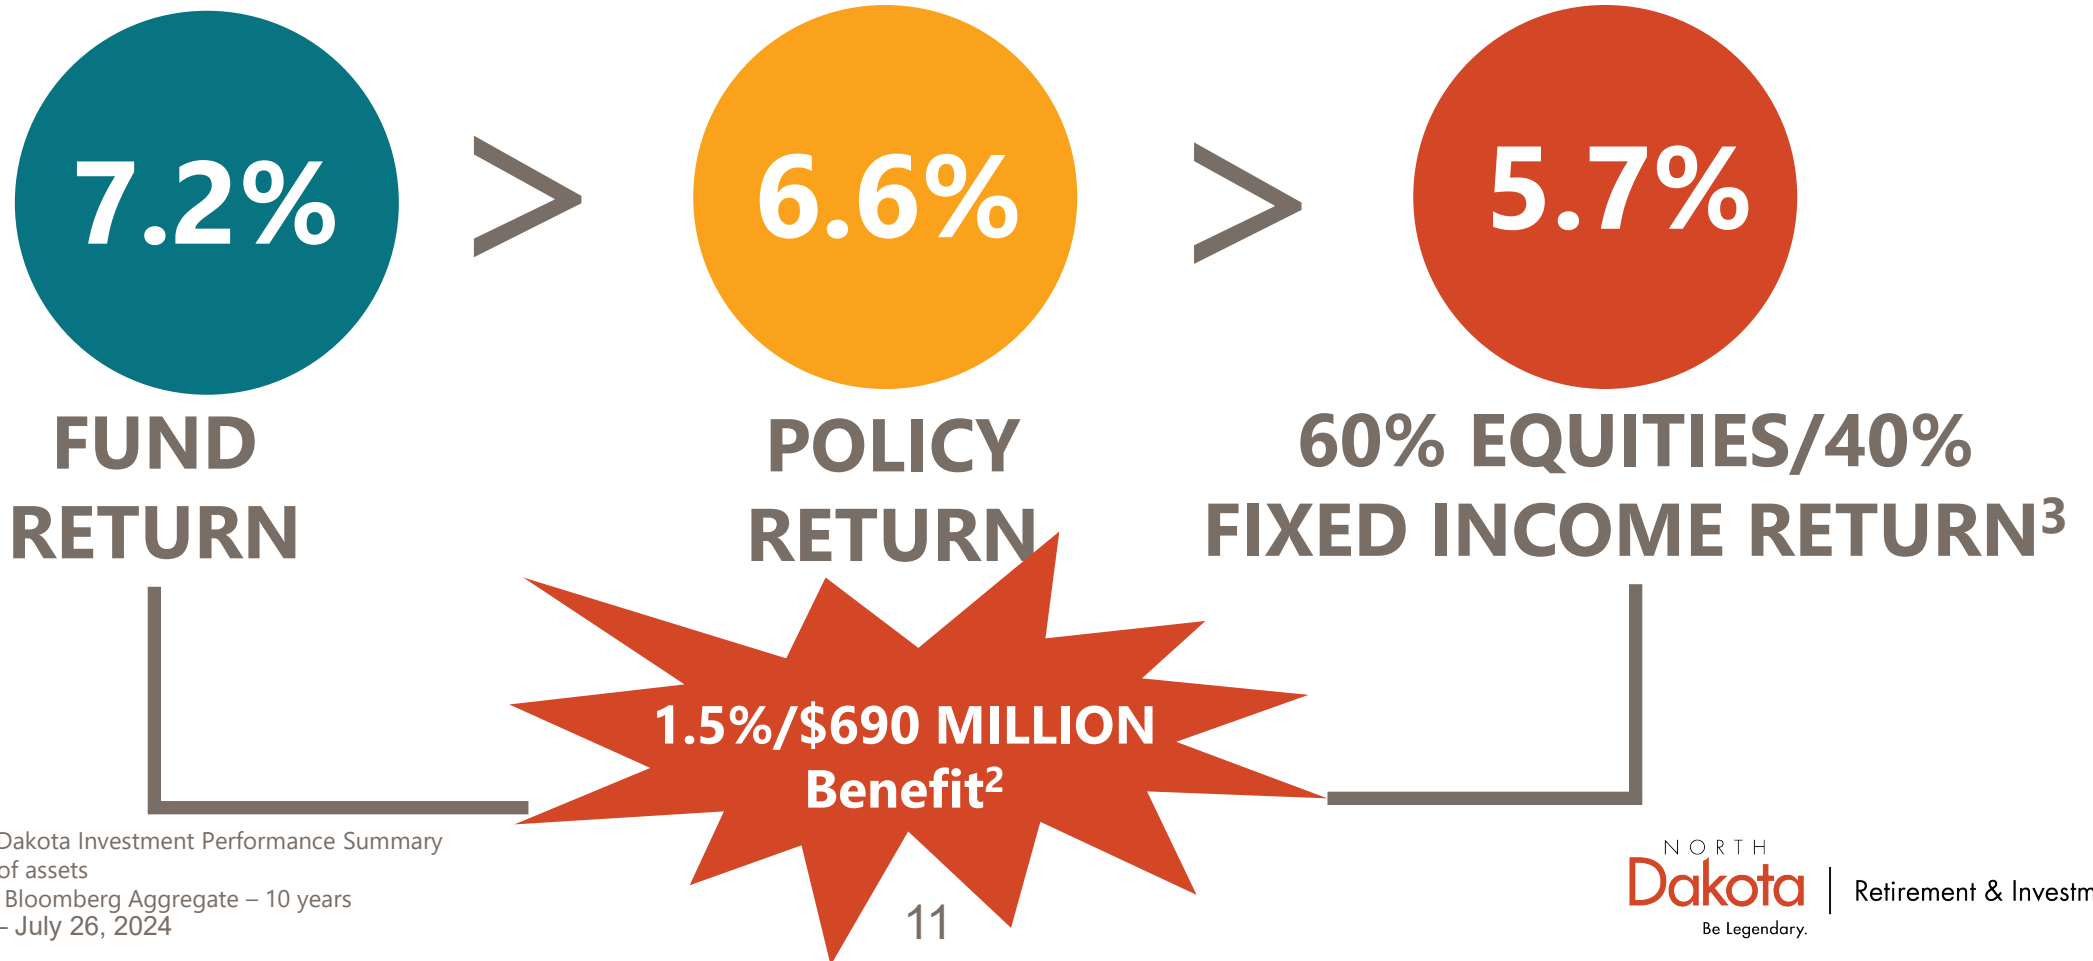 7.2%
>
6.6%
>
5.7%
FUND
RETURN
POLICY
RETURN
60% EQUITIES/40%
FIXED INCOME RETURN³
1.5%/$690 MILLION
Benefit²
Dakota Investment Performance Summary
of assets
Bloomberg Aggregate – 10 years
– July 26, 2024
11
NORTH
Dakota
Be Legendary.
Retirement &